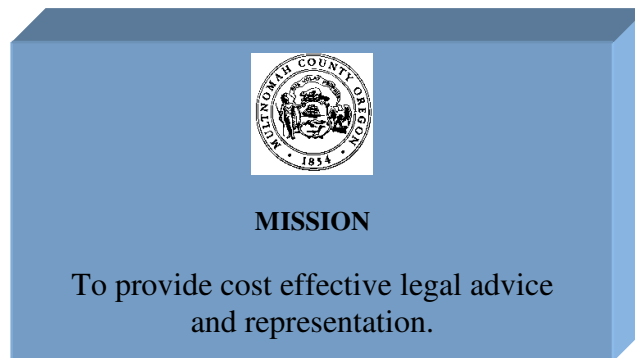 MULTNOMAH COUNTY OREGON
· 1854 ·
MISSION
To provide cost effective legal advice
and representation.